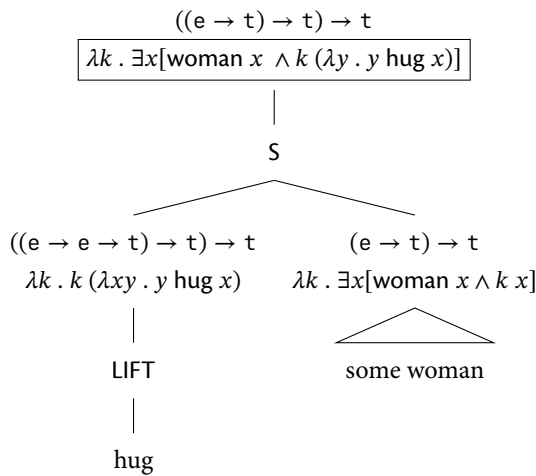 ((e → t) → t) → t
λk . ∃x[woman x ∧ k (λy . y hug x)]
S
((e → e → t) → t) → t (e → t) → t
λk . k (λxy . y hug x) λk . ∃x[woman x ∧ k x]
LIFT some woman
hug